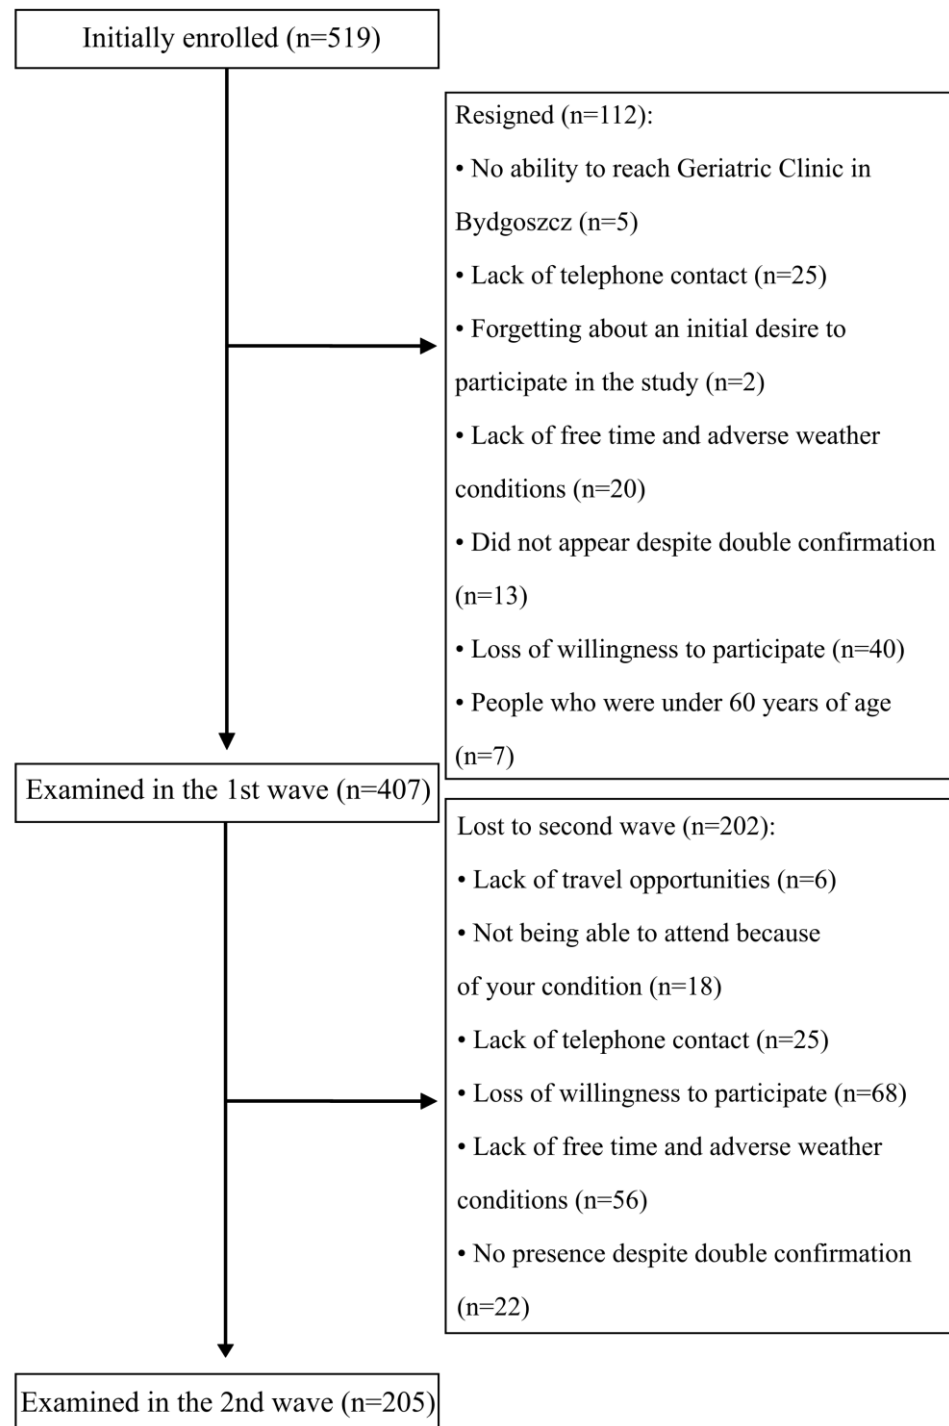 Initially enrolled (n=519)
Resigned (n=112):
• No ability to reach Geriatric Clinic in
Bydgoszcz (n=5)
• Lack of telephone contact (n=25)
• Forgetting about an initial desire to
participate in the study (n=2)
• Lack of free time and adverse weather
conditions (n=20)
• Did not appear despite double confirmation
(n=13)
• Loss of willingness to participate (n=40)
• People who were under 60 years of age
(n=7)
Examined in the 1st wave (n=407)
Lost to second wave (n=202):
• Lack of travel opportunities (n=6)
• Not being able to attend because
of your condition (n=18)
• Lack of telephone contact (n=25)
• Loss of willingness to participate (n=68)
• Lack of free time and adverse weather
conditions (n=56)
• No presence despite double confirmation
(n=22)
Examined in the 2nd wave (n=205)